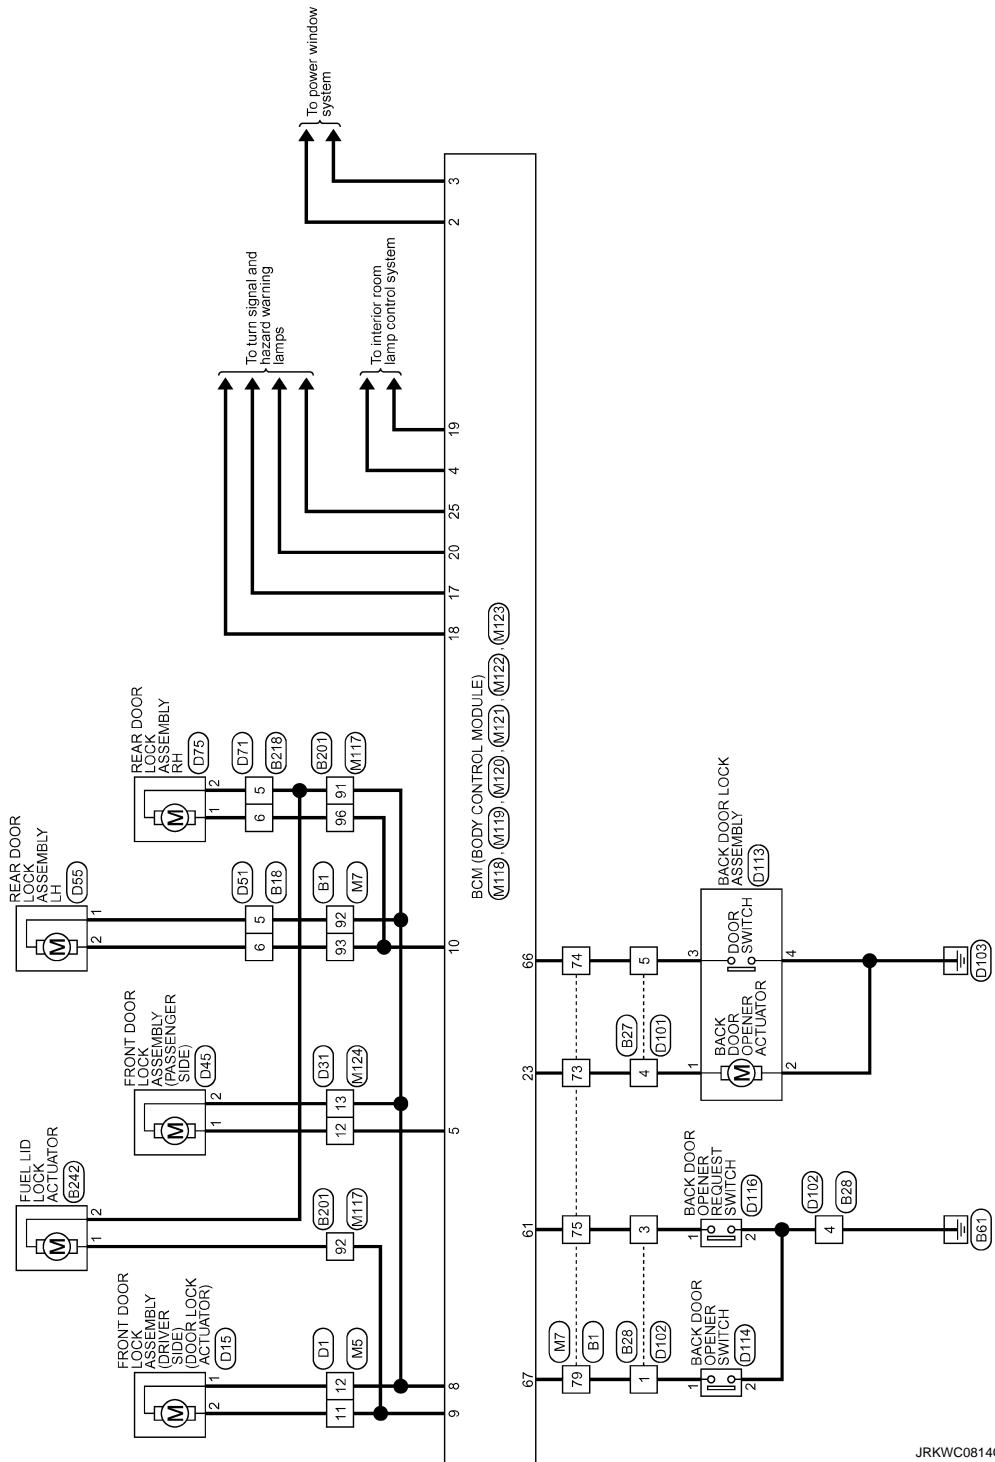 To power window
system
3
2
To turn signal and
hazard warning
lamps
To interior room
lamp control system
19
4
25
20
17
18
REAR DOOR
LOCK
ASSEMBLY
RH
D75
M
1
2
D71
B218
6
5
B201
M117
96
91
REAR DOOR
LOCK
ASSEMBLY
LH
D55
M
2
1
D51
B18
6
5
B1
M7
93
92
10
FRONT DOOR
LOCK
ASSEMBLY
(PASSENGER
SIDE)
D45
M
1
2
D31
M124
12
13
5
FUEL LID
LOCK
ACTUATOR
B242
M
1
2
B201
M117
92
FRONT DOOR
LOCK
ASSEMBLY
(DRIVER
SIDE)
(DOOR LOCK
ACTUATOR)
D15
M
2
1
D1
M5
11
12
9
8
BCM (BODY CONTROL MODULE)
M118 , M119 , M120 , M121 , M122 , M123
67
61
23
66
M7
B1
79
75
73
74
B28
D102
1
3
B27
D101
4
5
BACK DOOR
OPENER
SWITCH
D114
1
2
BACK DOOR
OPENER
REQUEST
SWITCH
D116
1
2
D102
B28
4
B61
BACK DOOR LOCK
ASSEMBLY
D113
BACK
DOOR
OPENER
ACTUATOR
M
1
2
DOOR
SWITCH
3
4
D103